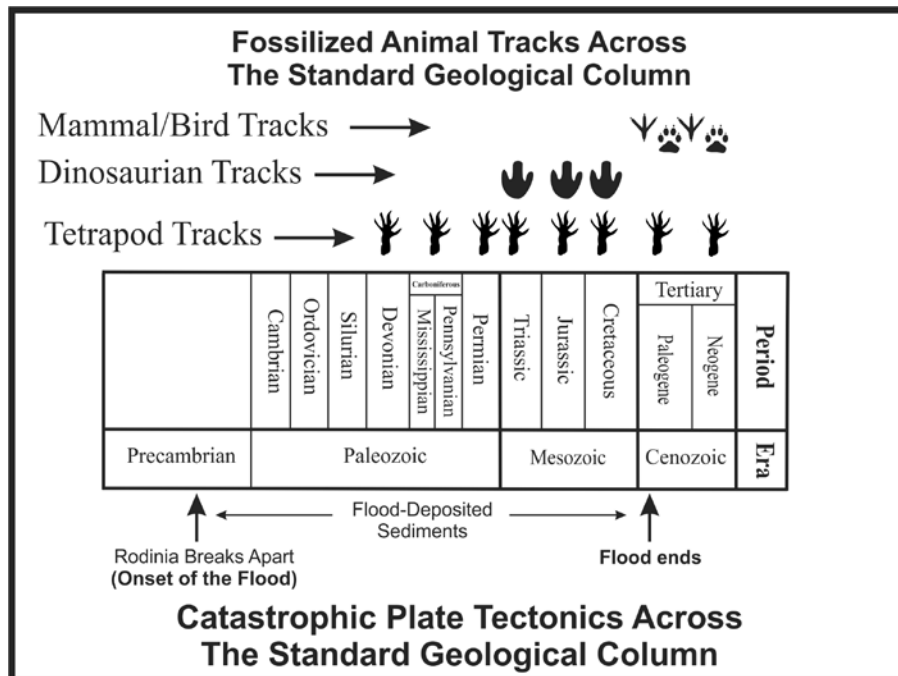 Fossilized Animal Tracks Across
The Standard Geological Column
Mammal/Bird Tracks
Dinosaurian Tracks
Tetrapod Tracks
Cambrian
Ordovician
Silurian
Devonian
Carboniferous
Mississippian
Pennsylvanian
Permian
Triassic
Jurassic
Cretaceous
Tertiary
Paleogene
Neogene
Period
Precambrian
Paleozoic
Mesozoic
Cenozoic
Era
Flood-Deposited
Sediments
Rodinia Breaks Apart
(Onset of the Flood)
Flood ends
Catastrophic Plate Tectonics Across
The Standard Geological Column